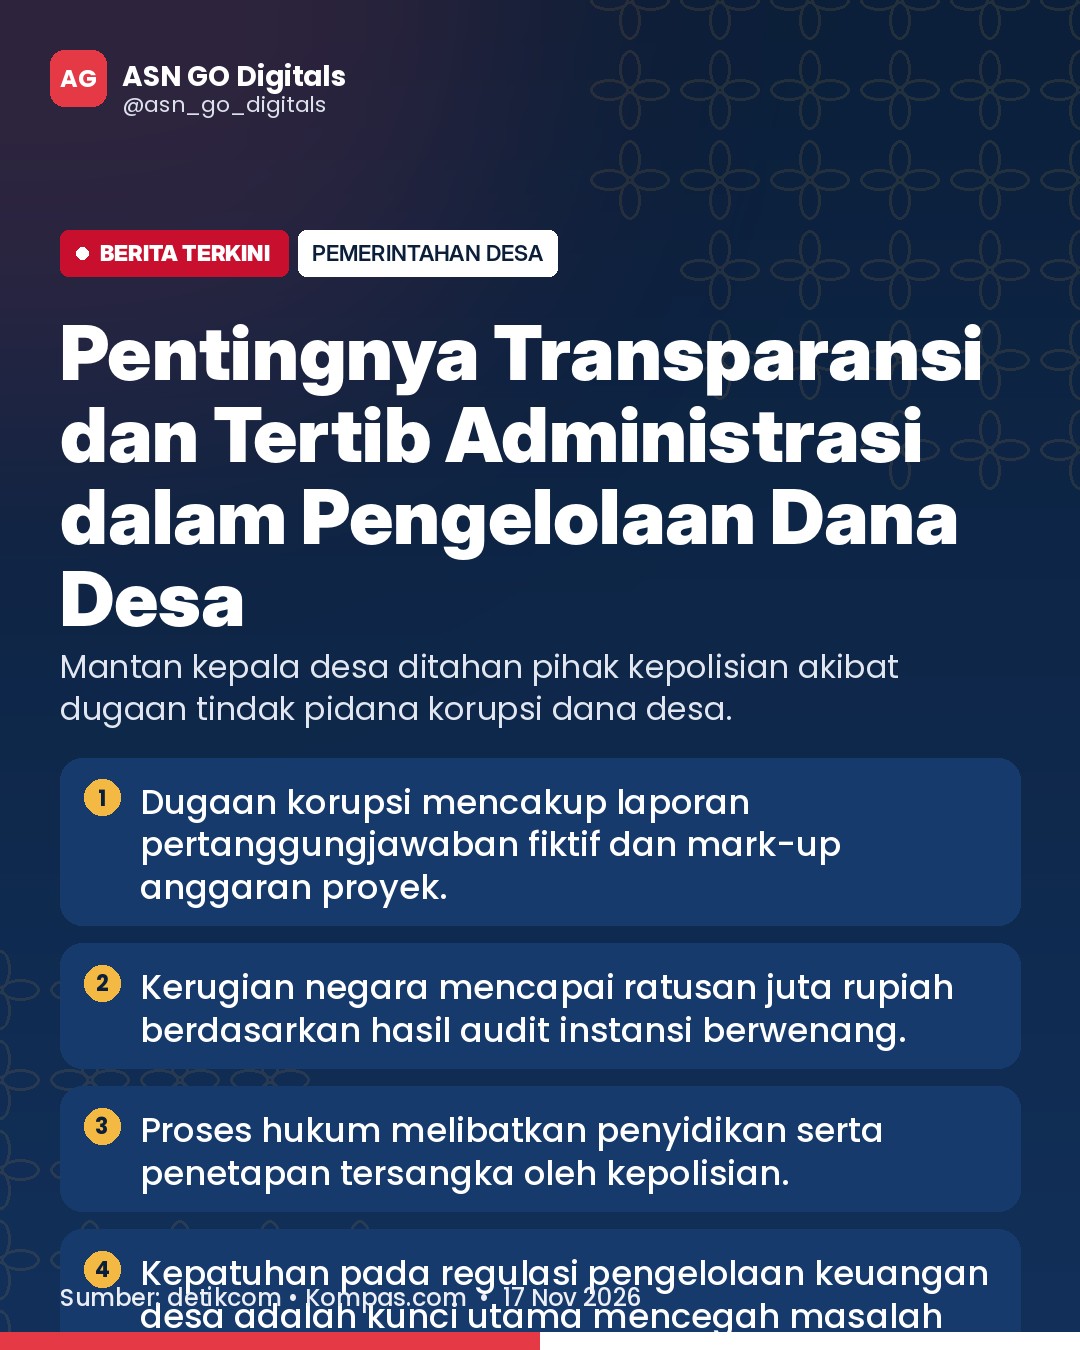 AG
ASN GO Digitals
@asn_go_digitals
BERITA TERKINI
PEMERINTAHAN DESA
Pentingnya Transparansi
dan Tertib Administrasi
dalam Pengelolaan Dana
Desa
Mantan kepala desa ditahan pihak kepolisian akibat
dugaan tindak pidana korupsi dana desa.
1 Dugaan korupsi mencakup laporan
pertanggungjawaban fiktif dan mark-up
anggaran proyek.
2 Kerugian negara mencapai ratusan juta rupiah
berdasarkan hasil audit instansi berwenang.
3 Proses hukum melibatkan penyidikan serta
penetapan tersangka oleh kepolisian.
4 Kepatuhan pada regulasi pengelolaan keuangan
Sumber: detikcom • Kompas.com • 17 Nov 2026
desa adalah kunci utama mencegah masalah